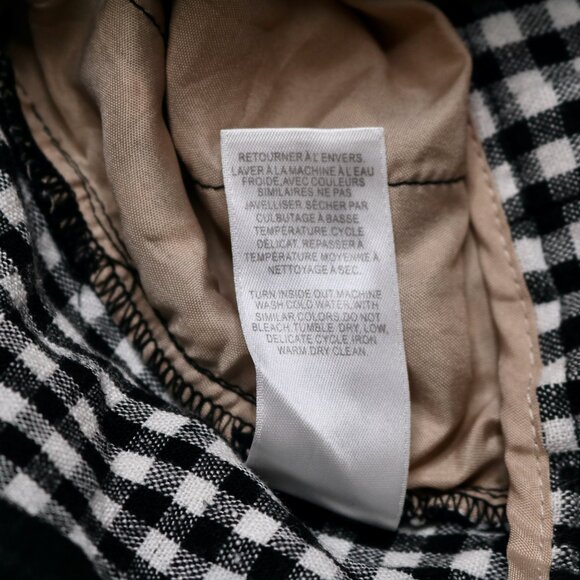 RETOURNER À L'ENVERS.
LAVER À LA MACHINE À L'EAU
FROIDE, AVEC COULEURS
SIMILAIRES NE PAS
JAVELLISER. SÉCHER PAR
CULBUTAGE À BASSE
TEMPÉRATURE. CYCLE
DÉLICAT. REPASSER À
TEMPÉRATURE MOYENNE À
NETTOYAGE À SEC.
TURN INSIDE OUT. MACHINE
WASH COLD WATER, WITH
SIMILAR COLORS, DO NOT
BLEACH. TUMBLE DRY, LOW,
DELICATE CYCLE IRON
WARM. DRY CLEAN.